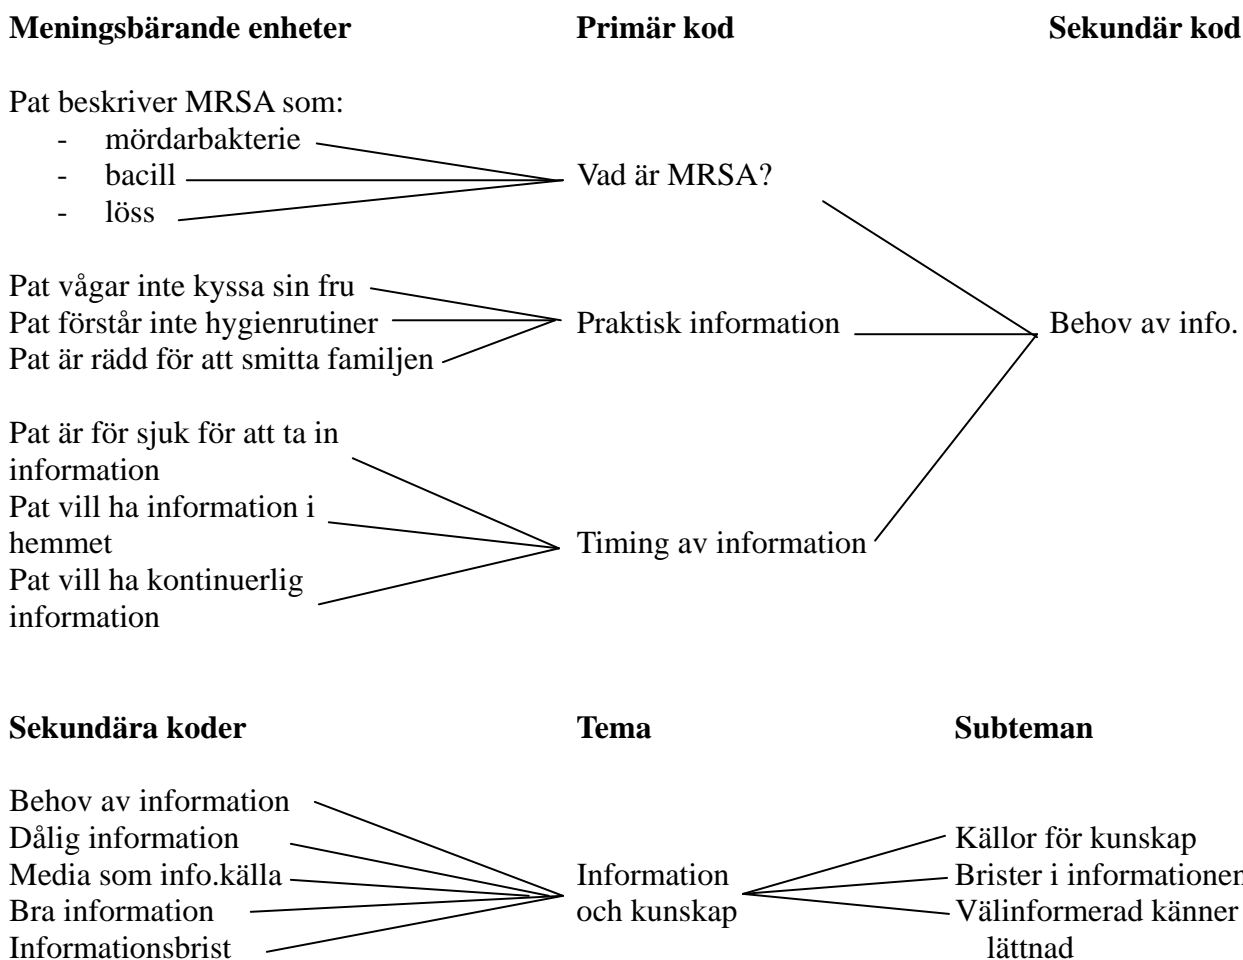 Meningsbärande enheter Primär kod Sekundär kod
Pat beskriver MRSA som:
- mördarbakterie
- bacill Vad är MRSA?
- löss
Pat vågar inte kyssa sin fru
Pat förstår inte hygienrutiner Praktisk information Behov av info.
Pat är rädd för att smitta familjen
Pat är för sjuk för att ta in
information
Pat vill ha information i
hemmet Timing av information
Pat vill ha kontinuerlig
information
Sekundära koder Tema Subteman
Behov av information
Dålig information Källor för kunskap
Media som info.källa Information Brister i informationen
Bra information och kunskap Välinformerad känner
Informationsbrist lättnad